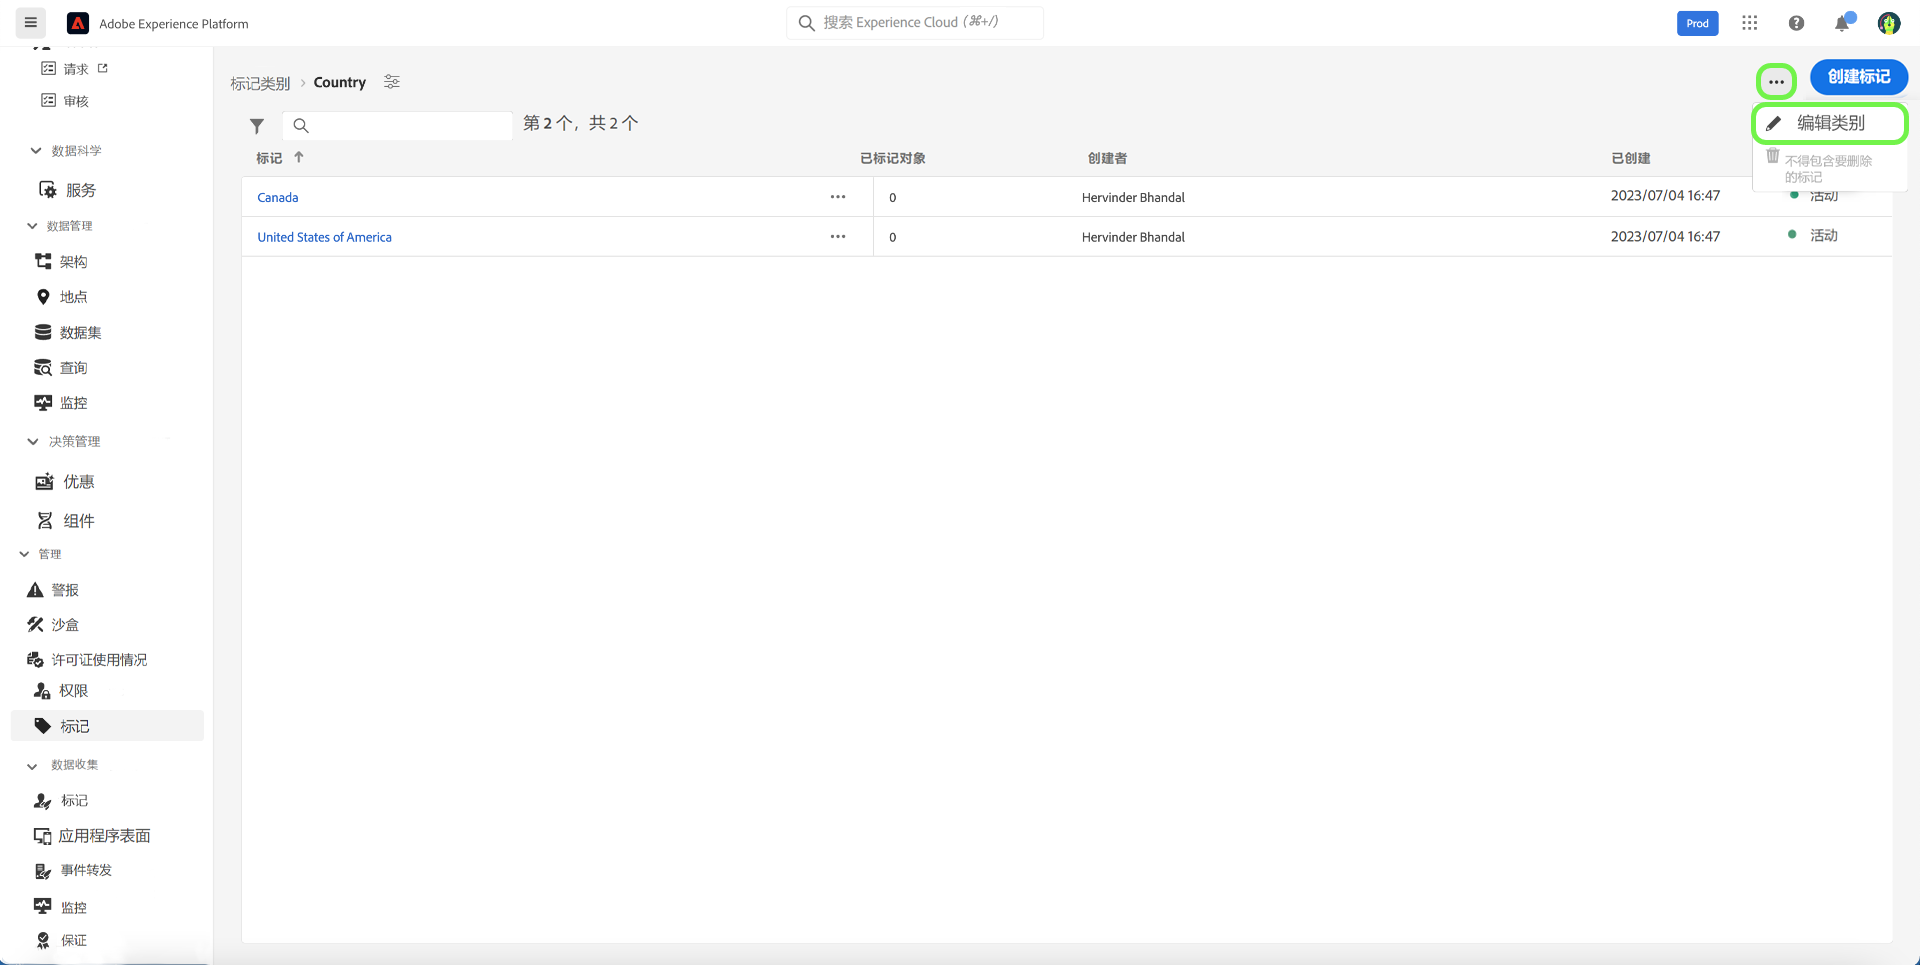 Adobe Experience Platform
搜索 Experience Cloud (⌘+/)
Prod
请求
审核
数据科学
服务
数据管理
架构
地点
数据集
查询
监控
决策管理
优惠
组件
管理
警报
沙盒
许可证使用情况
权限
标记
数据收集
标记
应用程序表面
事件转发
监控
保证
标记类别 › Country
创建标记
编辑类别
不得包含要删除
的标记
第 2 个，共 2 个
标记 已标记对象 创建者 已创建
Canada 0 Hervinder Bhandal 2023/07/04 16:47 活动
United States of America 0 Hervinder Bhandal 2023/07/04 16:47 活动